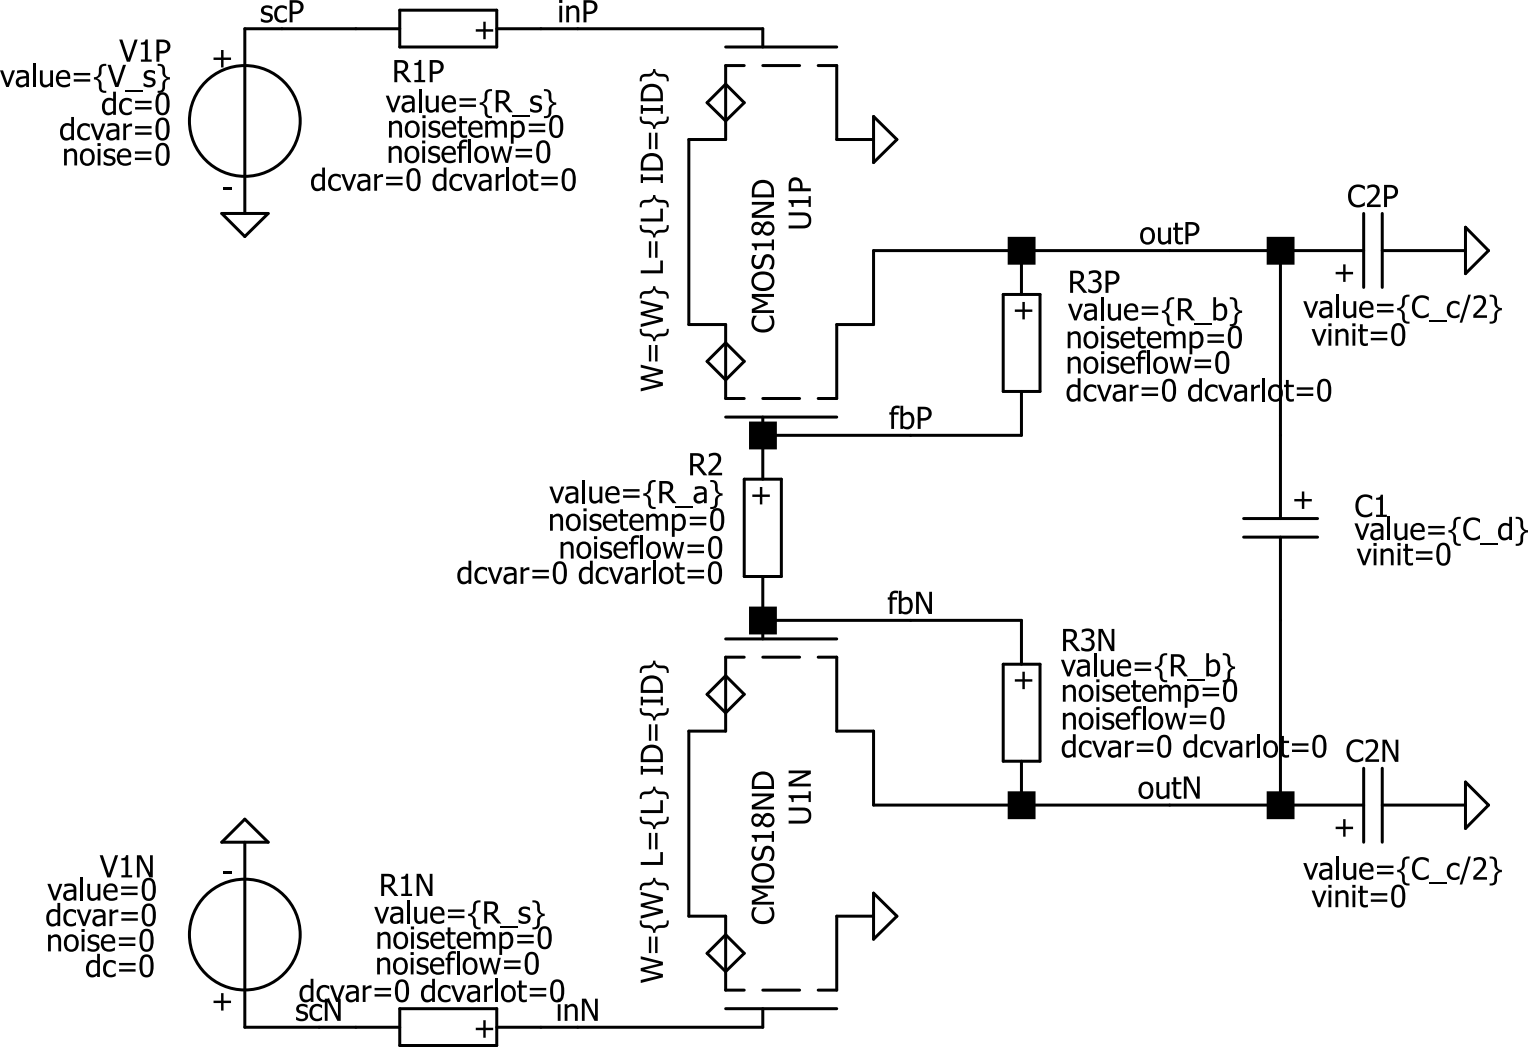 scP
inP
V1P
value={V_s}
dc=0
dcvar=0
noise=0
+
-
+
R1P
value={R_s}
noisetemp=0
noiseflow=0
dcvar=0 dcvarlot=0
W={W} L={L} ID={ID}
CMOS18ND
U1P
outP
C2P
+
value={C_c/2}
vinit=0
R3P
+
value={R_b}
noisetemp=0
noiseflow=0
dcvar=0 dcvarlot=0
fbP
R2
+
value={R_a}
noisetemp=0
noiseflow=0
dcvar=0 dcvarlot=0
+
C1
value={C_d}
vinit=0
fbN
R3N
+
value={R_b}
noisetemp=0
noiseflow=0
dcvar=0 dcvarlot=0
W={W} L={L} ID={ID}
CMOS18ND
U1N
outN
C2N
+
value={C_c/2}
vinit=0
V1N
value=0
dcvar=0
noise=0
dc=0
-
+
R1N
value={R_s}
noisetemp=0
noiseflow=0
dcvar=0 dcvarlot=0
scN
+
inN